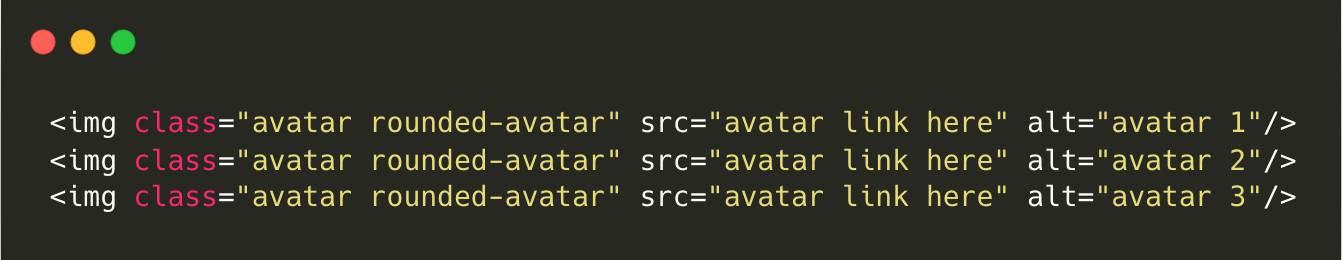 <img class="avatar rounded-avatar" src="avatar link here" alt="avatar 1"/>
<img class="avatar rounded-avatar" src="avatar link here" alt="avatar 2"/>
<img class="avatar rounded-avatar" src="avatar link here" alt="avatar 3"/>